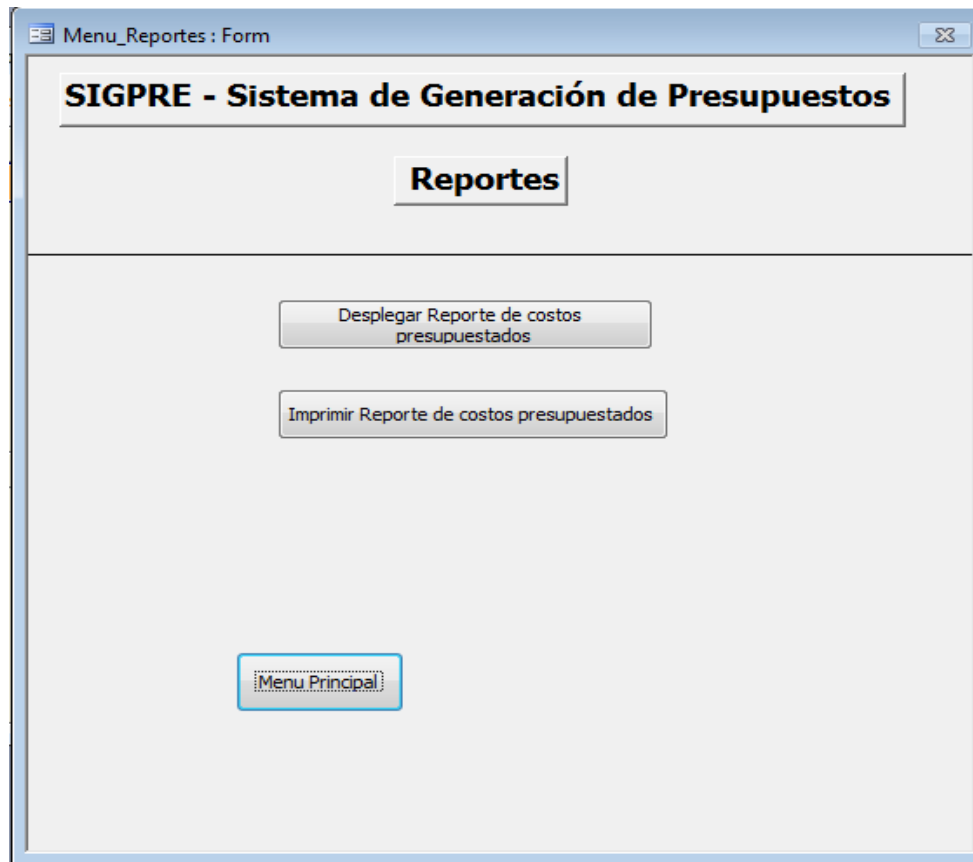 Menu_Reportes : Form
SIGPRE - Sistema de Generación de Presupuestos
Reportes
Desplegar Reporte de costos
presupuestados
Imprimir Reporte de costos presupuestados
Menu Principal